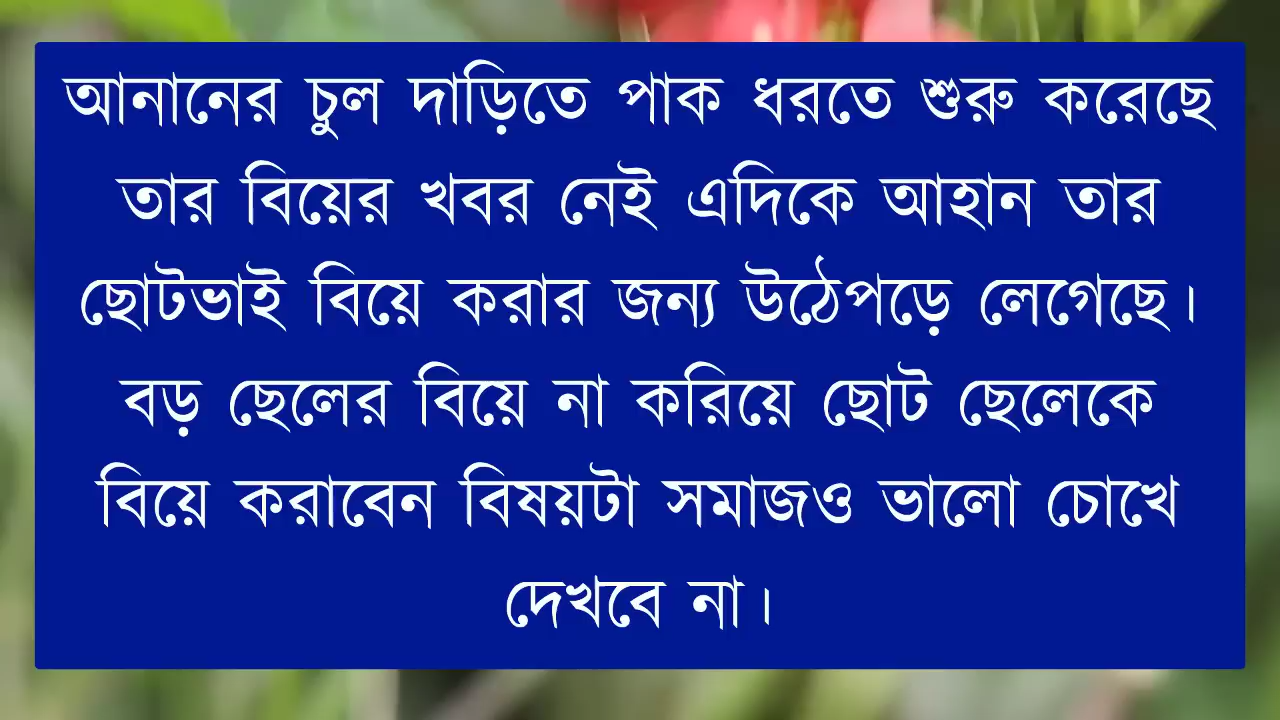 আনানের চুল দাড়িতে পাক ধরতে শুরু করেছে
তার বিয়ের খবর নেই এদিকে আহান তার
ছোটভাই বিয়ে করার জন্য উঠেপড়ে লেগেছে।
বড় ছেলের বিয়ে না করিয়ে ছোট ছেলেকে
বিয়ে করাবেন বিষয়টা সমাজও ভালো চোখে
দেখবে না।